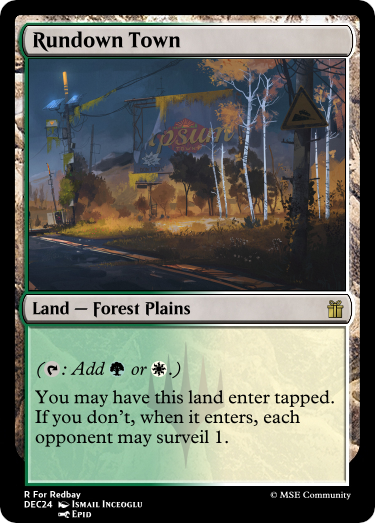 Rundown Town
ipsum
Land — Forest Plains
(: Add or .)
You may have this land enter tapped.
If you don't, when it enters, each
opponent may surveil 1.
R For Redbay
DEC24 Ismail Inceoglu
Epid
© MSE Community